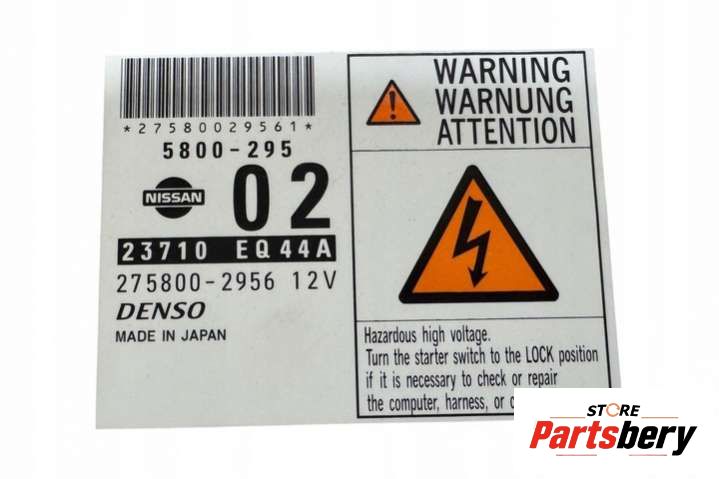 *27580029561*
5800-295
NISSAN
02
23710 EQ44A
275800-2956 12V
DENSO
MADE IN JAPAN
WARNING
WARNUNG
ATTENTION
Hazardous high voltage.
Turn the starter switch to the LOCK position
if it is necessary to check or repair
the computer, harness, or
STORE
Partsbery